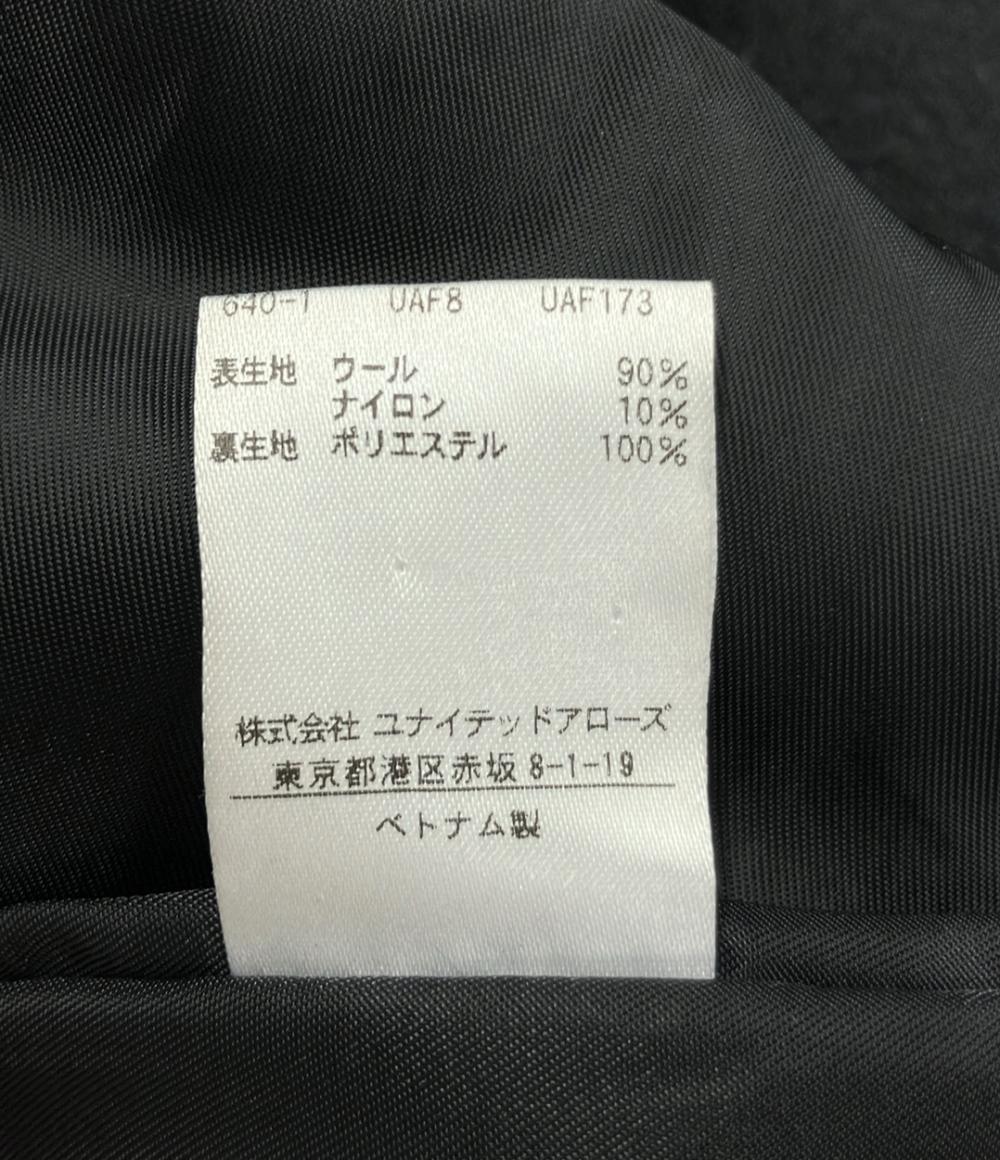 640-1 UAF8 UAF173
表生地 ウール 90%
ナイロン 10%
裏生地 ポリエステル 100%
株式会社 ユナイテッドアローズ
東京都港区赤坂 8-1-19
ベトナム製